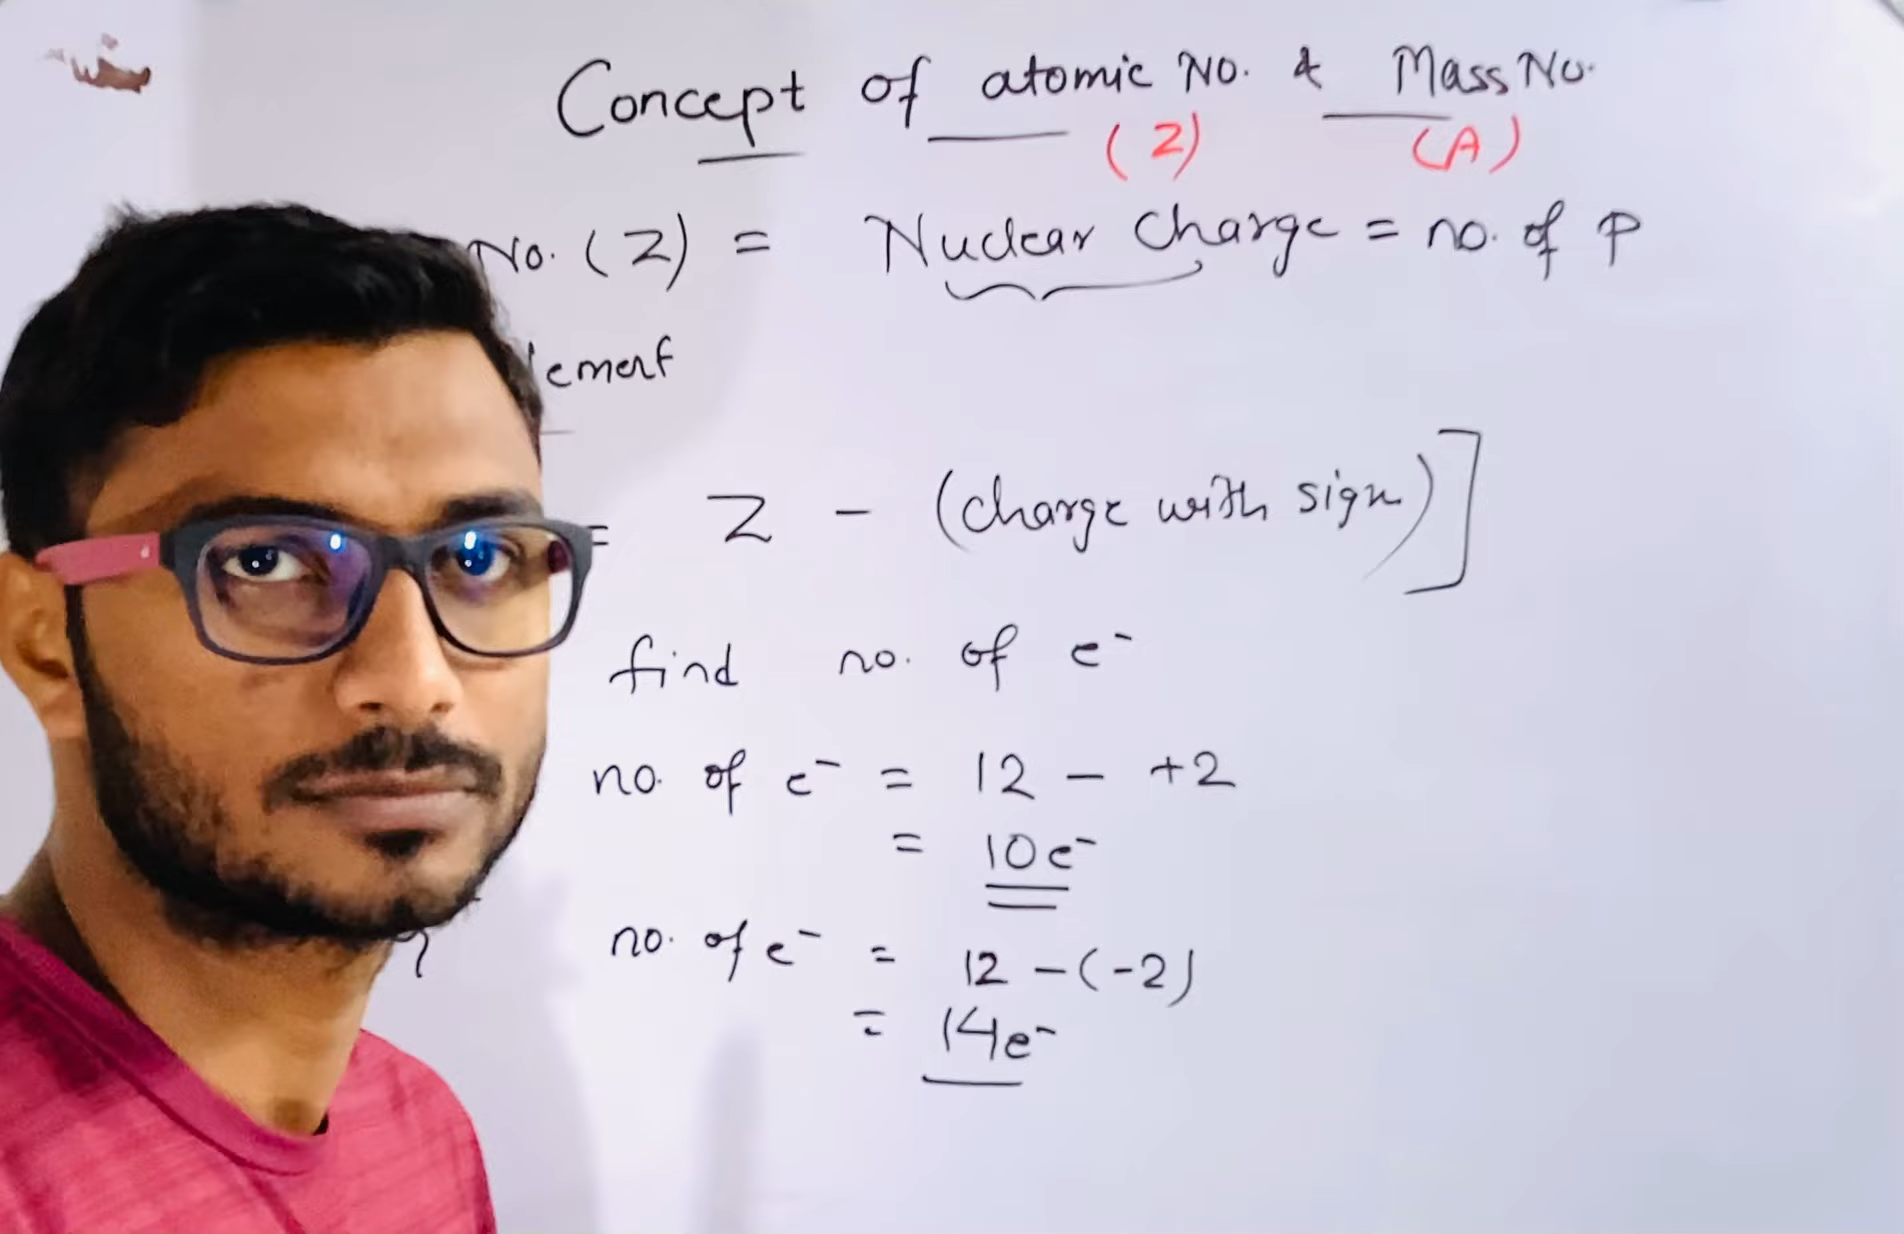 Concept of atomic No. & Mass No.
(Z) (A)
No. (Z) = Nuclear Charge = no. of p
lement
= Z - (charge with sign)]
find no. of e⁻
no. of e⁻ = 12 - +2
= 10e⁻
no. of e⁻ = 12 -(-2)
= 14e⁻